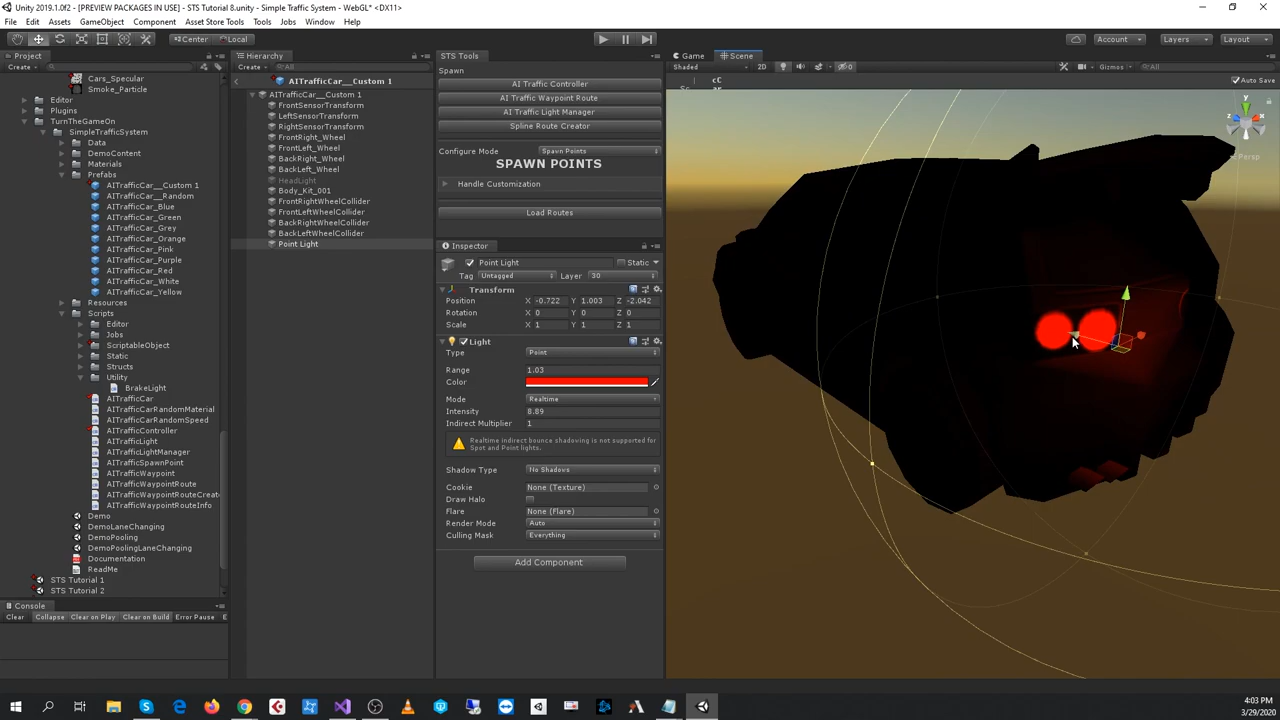 Unity 2019.1.0f2 - [PREVIEW PACKAGES IN USE] - STS Tutorial 8.unity - Simple Traffic System - WebGL* <DX11>
File Edit Assets GameObject Component Asset Store Tools Tools Jobs Window Help
Center Local Account Layers Layout
Project Hierarchy STS Tools Game Scene
Create Create All Shaded 2D Gizmos All
Auto Save
Cars_Specular
Smoke_Particle
Editor
Plugins
TurnTheGameOn
SimpleTrafficSystem
Data
DemoContent
Materials
Prefabs
AITrafficCar__Custom 1
AITrafficCar__Random
AITrafficCar_Blue
AITrafficCar_Green
AITrafficCar_Grey
AITrafficCar_Orange
AITrafficCar_Pink
AITrafficCar_Purple
AITrafficCar_Red
AITrafficCar_White
AITrafficCar_Yellow
Resources
Scripts
Editor
Jobs
ScriptableObject
Static
Structs
Utility
BrakeLight
AITrafficCar
AITrafficCarRandomMaterial
AITrafficCarRandomSpeed
AITrafficController
AITrafficLight
AITrafficLightManager
AITrafficSpawnPoint
AITrafficWaypoint
AITrafficWaypointRoute
AITrafficWaypointRouteCreato
AITrafficWaypointRouteInfo
Demo
DemoLaneChanging
DemoPooling
DemoPoolingLaneChanging
Documentation
ReadMe
STS Tutorial 1
STS Tutorial 2
Console
Clear Collapse Clear on Play Clear on Build Error Pause E
AITrafficCar__Custom 1
AITrafficCar__Custom 1
FrontSensorTransform
LeftSensorTransform
RightSensorTransform
FrontRight_Wheel
FrontLeft_Wheel
BackRight_Wheel
BackLeft_Wheel
HeadLight
Body_Kit_001
FrontRightWheelCollider
FrontLeftWheelCollider
BackRightWheelCollider
BackLeftWheelCollider
Point Light
Spawn
AI Traffic Controller
AI Traffic Waypoint Route
AI Traffic Light Manager
Spline Route Creator
Configure Mode Spawn Points
SPAWN POINTS
Handle Customization
Load Routes
Inspector
Point Light Static
Tag Untagged Layer 30
Transform
Position X -0.722 Y 1.003 Z -2.042
Rotation X 0 Y 0 Z 0
Scale X 1 Y 1 Z 1
Light
Type Point
Range 1.03
Color
Mode Realtime
Intensity 8.89
Indirect Multiplier 1
Realtime indirect bounce shadowing is not supported for
Spot and Point lights.
Shadow Type No Shadows
Cookie None (Texture)
Draw Halo
Flare None (Flare)
Render Mode Auto
Culling Mask Everything
Add Component
y
x
z
Persp
4:03 PM
3/29/2020